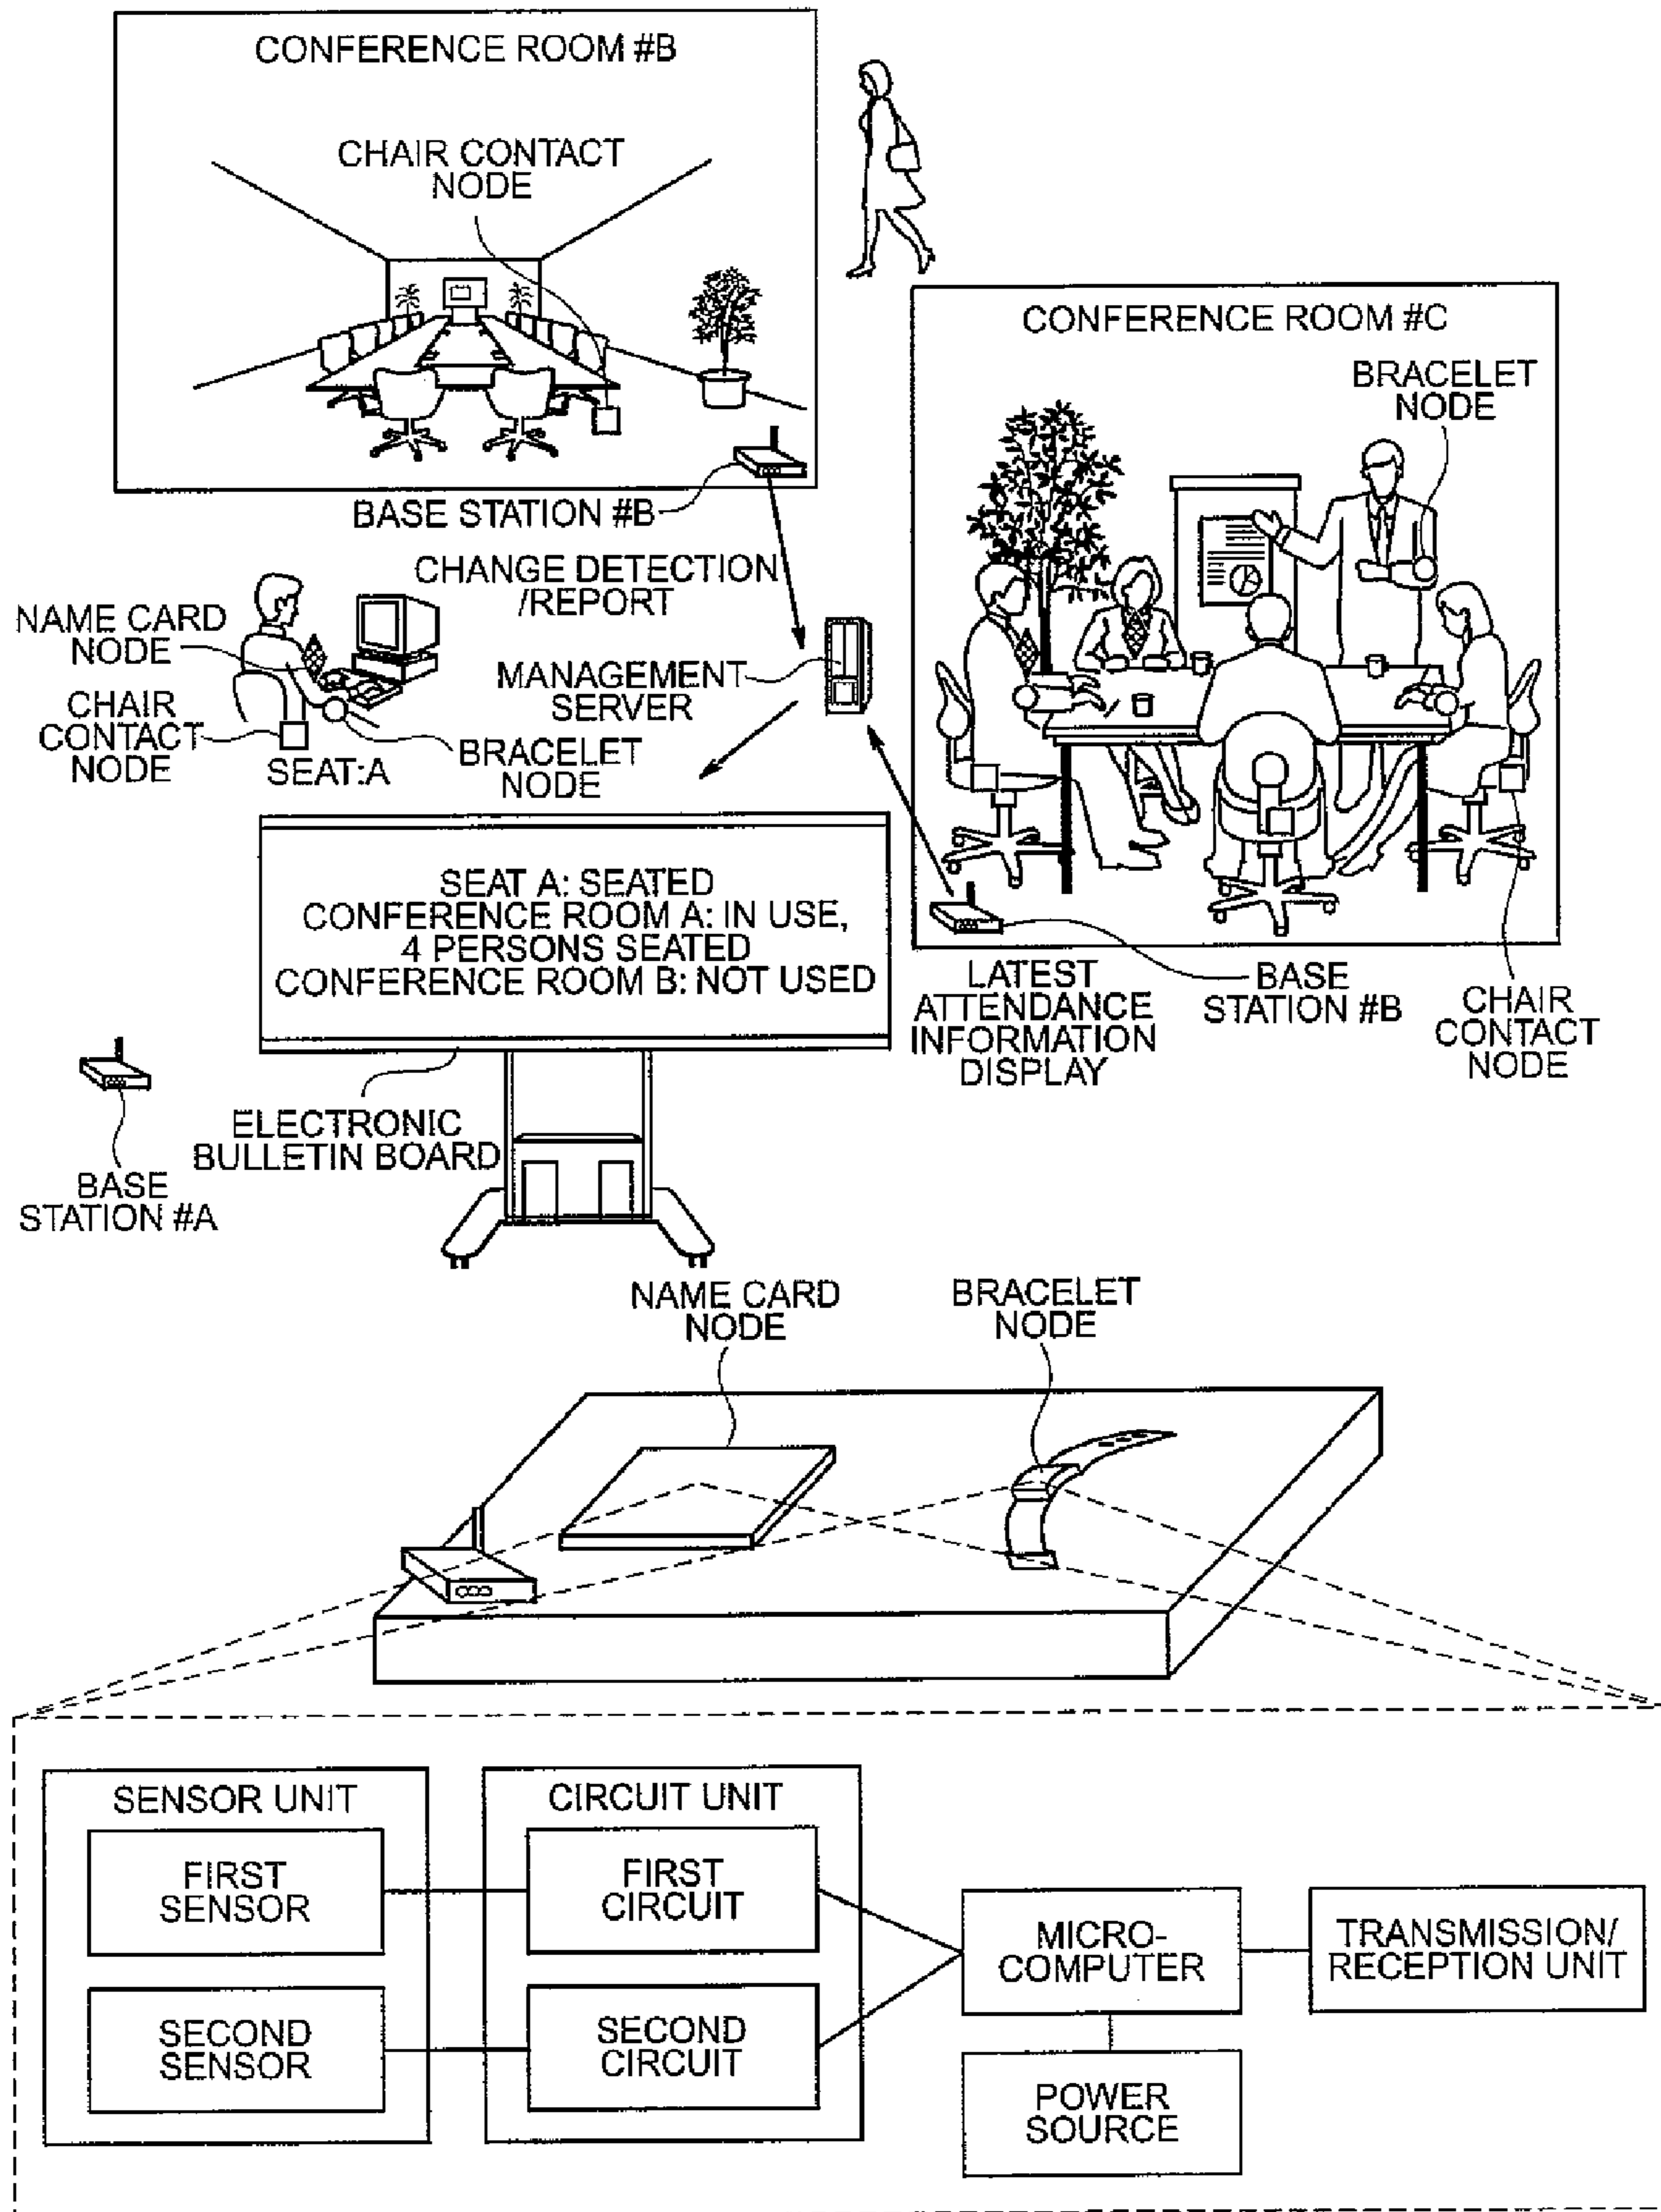 CONFERENCE ROOM #B
CHAIR CONTACT
NODE
BASE STATION #B
CONFERENCE ROOM #C
BRACELET
NODE
CHANGE DETECTION
/REPORT
NAME CARD
NODE
CHAIR
CONTACT
NODE
SEAT:A
BRACELET
NODE
MANAGEMENT
SERVER
SEAT A: SEATED
CONFERENCE ROOM A: IN USE,
4 PERSONS SEATED
CONFERENCE ROOM B: NOT USED
LATEST
ATTENDANCE
INFORMATION
DISPLAY
BASE
STATION #B
CHAIR
CONTACT
NODE
ELECTRONIC
BULLETIN BOARD
BASE
STATION #A
NAME CARD
NODE
BRACELET
NODE
SENSOR UNIT
FIRST
SENSOR
SECOND
SENSOR
CIRCUIT UNIT
FIRST
CIRCUIT
SECOND
CIRCUIT
MICRO-
COMPUTER
TRANSMISSION/
RECEPTION UNIT
POWER
SOURCE